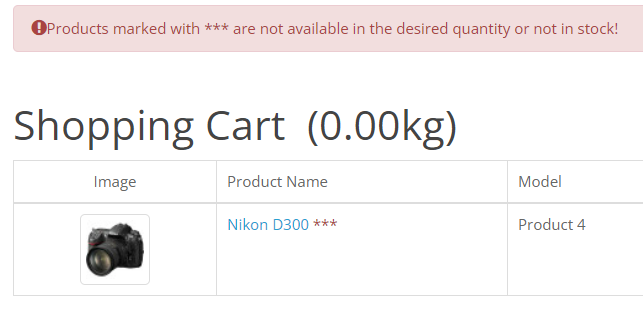 Products marked with *** are not available in the desired quantity or not in stock!
Shopping Cart (0.00kg)
Image Product Name Model
Nikon D300 *** Product 4